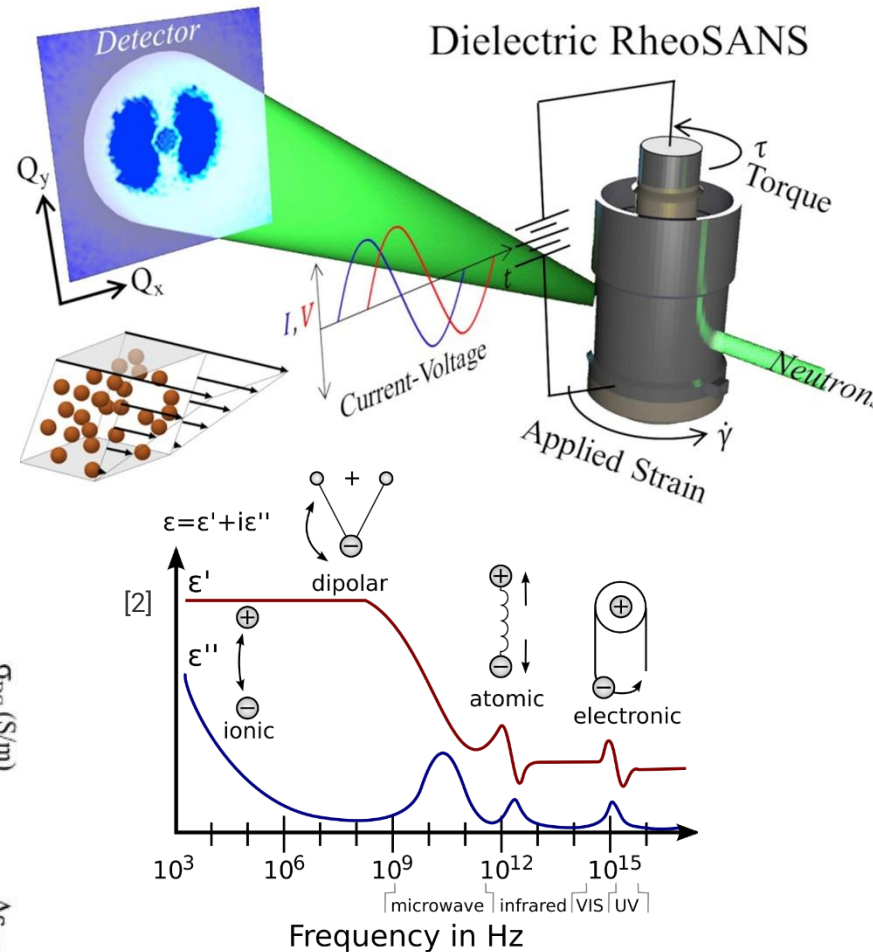 Detector
Dielectric RheoSANS
τ
Torque
Qy
Qx
t
I,V
Current-Voltage
Neutrons
Applied Strain
γ̇
ε=ε'+iε''
+
−
dipolar
[2]
ε'
+
ε''
−
ionic
+
−
atomic
+
−
electronic
10³
10⁶
10⁹
10¹²
10¹⁵
microwave
infrared
VIS
UV
Frequency in Hz
(S/m)